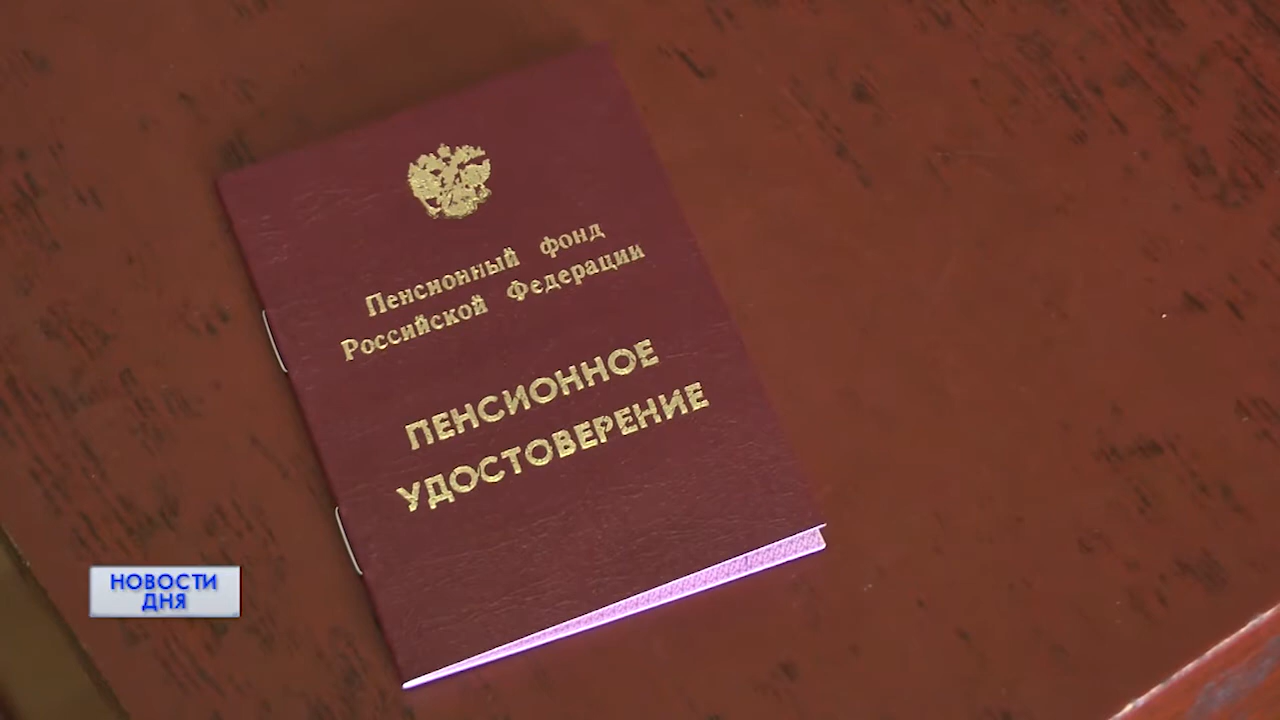 Пенсионный фонд
Российской Федерации
ПЕНСИОННОЕ
УДОСТОВЕРЕНИЕ
НОВОСТИ
ДНЯ